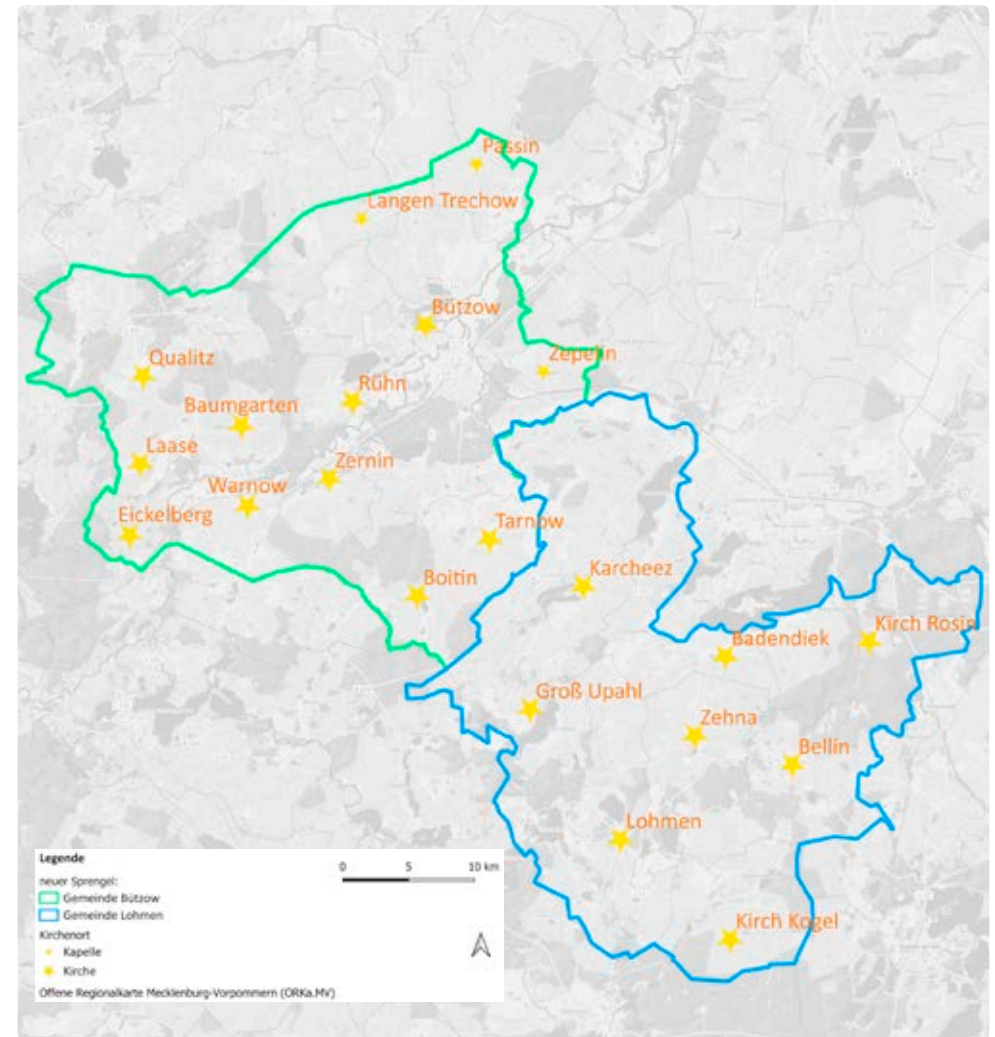 Passin
Langen Trechow
Bützow
Zepelin
Qualitz
Rühn
Baumgarten
Laase
Zernin
Warnow
Eickelberg
Tarnow
Boitin
Karcheez
Kirch Rosin
Badendiek
Groß Upahl
Zehna
Bellin
Lohmen
Kirch Kogel
Legende
0 5 10 km
neuer Sprengel:
Gemeinde Bützow
Gemeinde Lohmen
Kirchenort
Kapelle
Kirche
Offene Regionalkarte Mecklenburg-Vorpommern (ORKa.MV)